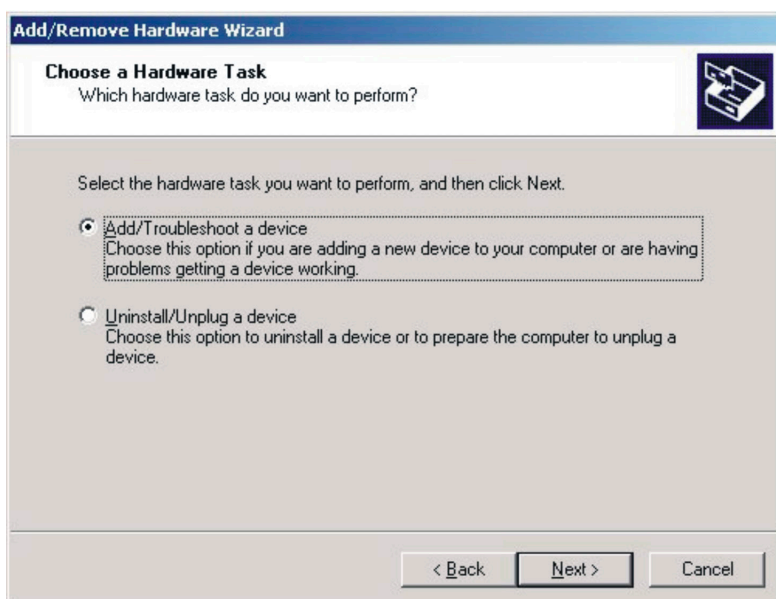 Add/Remove Hardware Wizard
Choose a Hardware Task
Which hardware task do you want to perform?
Select the hardware task you want to perform, and then click Next.
Add/Troubleshoot a device
Choose this option if you are adding a new device to your computer or are having
problems getting a device working.
Uninstall/Unplug a device
Choose this option to uninstall a device or to prepare the computer to unplug a
device.
< Back
Next >
Cancel